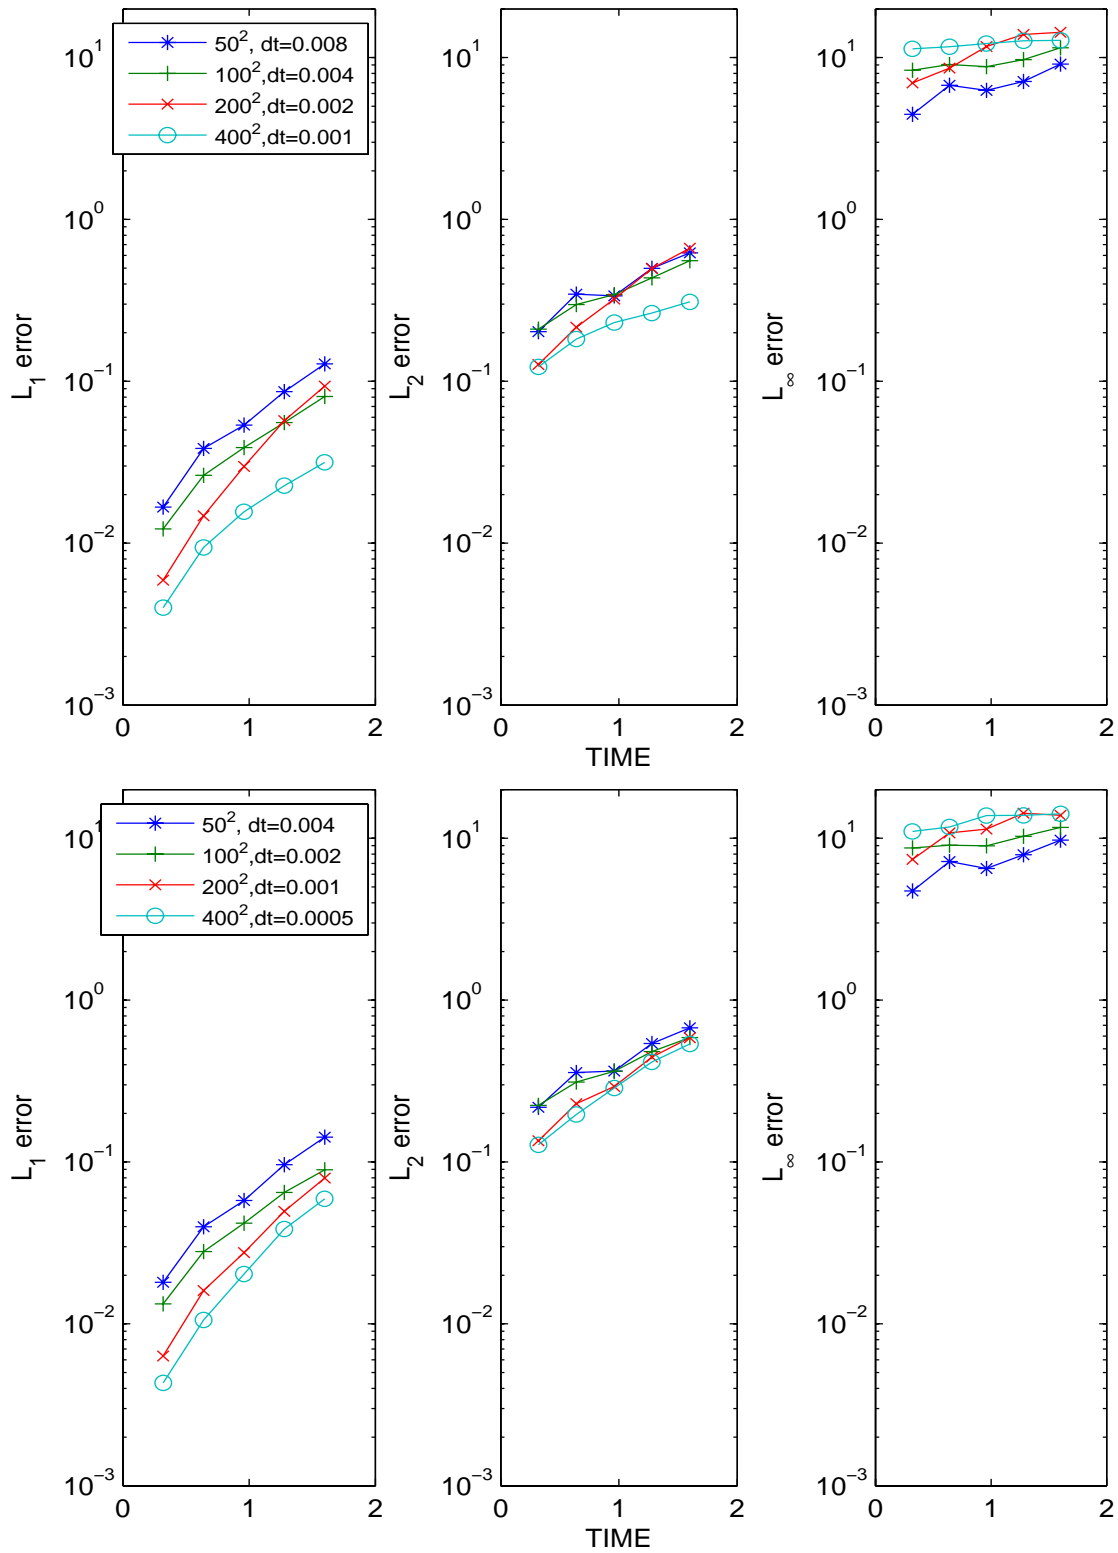 50², dt=0.008
100²,dt=0.004
200²,dt=0.002
400²,dt=0.001
10¹
10⁰
10⁻¹
10⁻²
10⁻³
L₁ error
0 1 2
10¹
10⁰
10⁻¹
10⁻²
10⁻³
L₂ error
0 1 2
TIME
10¹
10⁰
10⁻¹
10⁻²
10⁻³
L∞ error
0 1 2
50², dt=0.004
100²,dt=0.002
200²,dt=0.001
400²,dt=0.0005
10⁰
10⁻¹
10⁻²
10⁻³
L₁ error
0 1 2
10¹
10⁰
10⁻¹
10⁻²
10⁻³
L₂ error
0 1 2
TIME
10¹
10⁰
10⁻¹
10⁻²
10⁻³
L∞ error
0 1 2